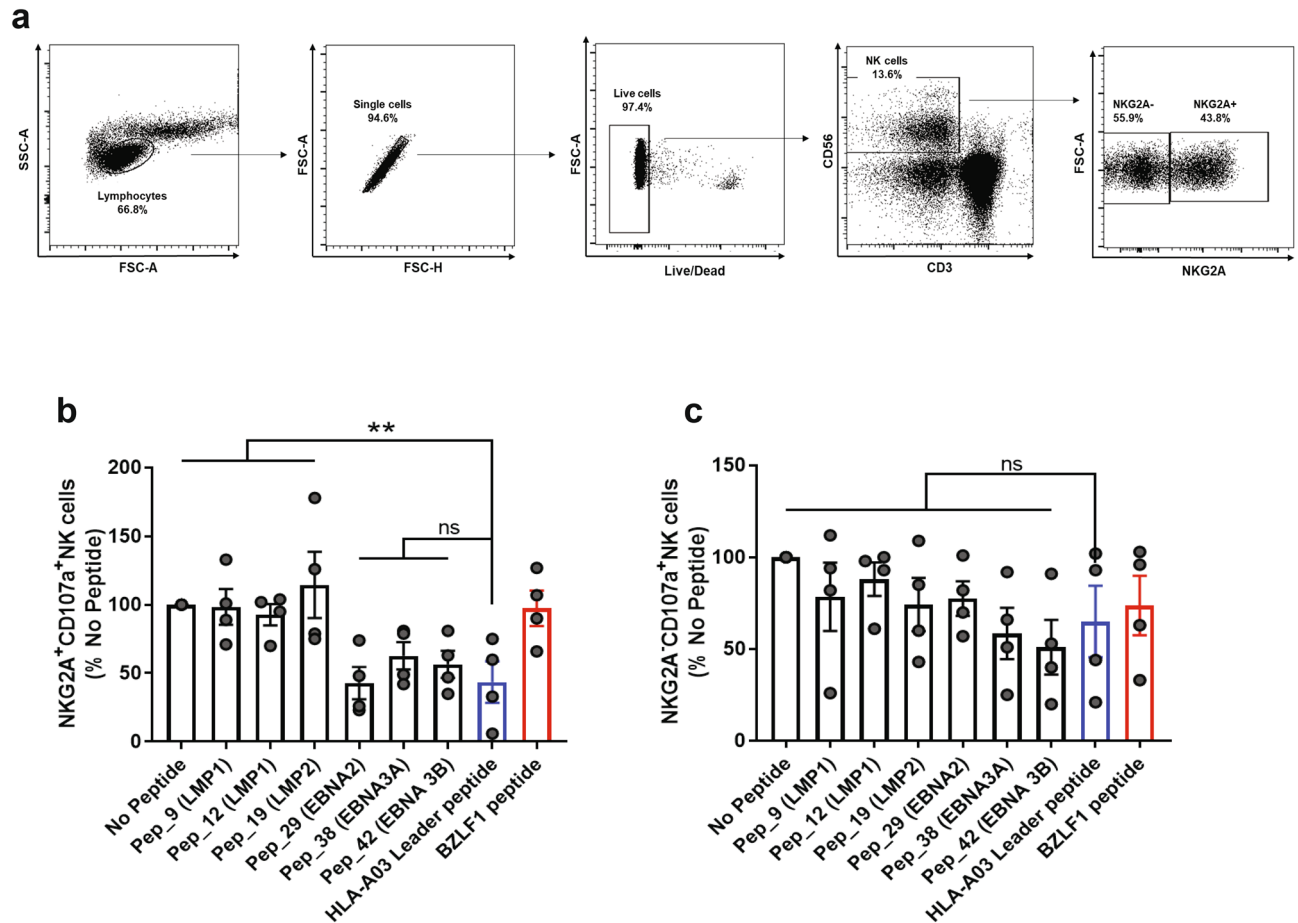 a
SSC-A
Lymphocytes
66.8%
FSC-A
FSC-A
Single cells
94.6%
FSC-H
FSC-A
Live cells
97.4%
Live/Dead
CD56
NK cells
13.6%
CD3
FSC-A
NKG2A-
55.9%
NKG2A+
43.8%
NKG2A
b
NKG2A⁺CD107a⁺NK cells
(% No Peptide)
200
150
100
50
0
**
ns
No Peptide
Pep_9 (LMP1)
Pep_12 (LMP1)
Pep_19 (LMP2)
Pep_29 (EBNA2)
Pep_38 (EBNA3A)
Pep_42 (EBNA 3B)
HLA-A03 Leader peptide
BZLF1 peptide
c
NKG2A⁻CD107a⁺NK cells
(% No Peptide)
150
100
50
0
ns
No Peptide
Pep_9 (LMP1)
Pep_12 (LMP1)
Pep_19 (LMP2)
Pep_29 (EBNA2)
Pep_38 (EBNA3A)
Pep_42 (EBNA 3B)
HLA-A03 Leader peptide
BZLF1 peptide